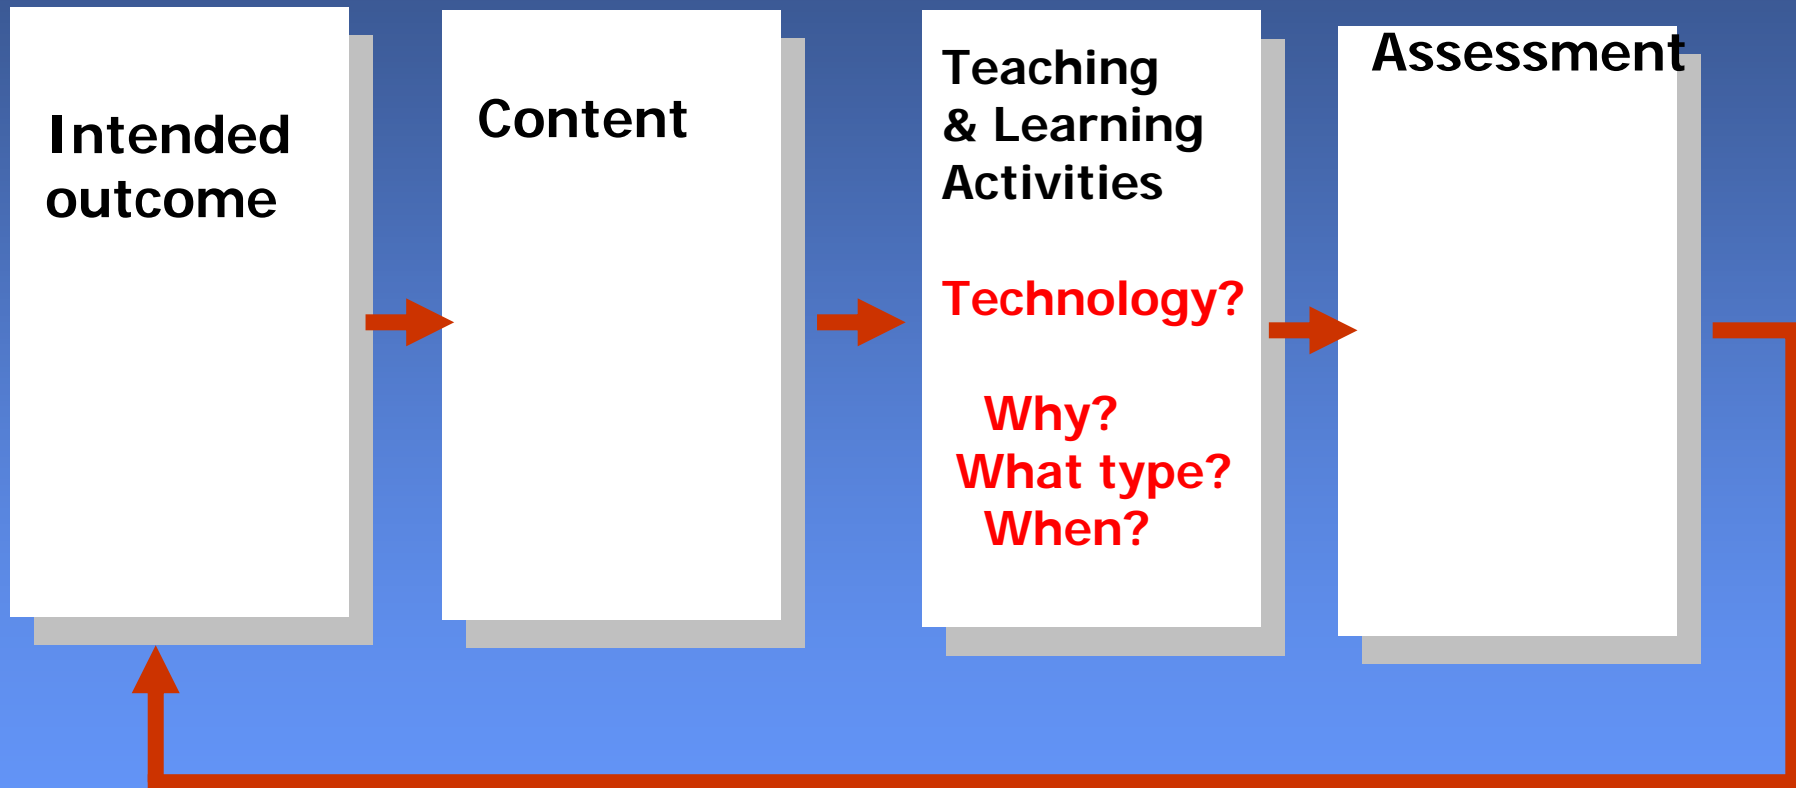 Intended
outcome
Content
Teaching
& Learning
Activities
Technology?
Why?
What type?
When?
Assessment